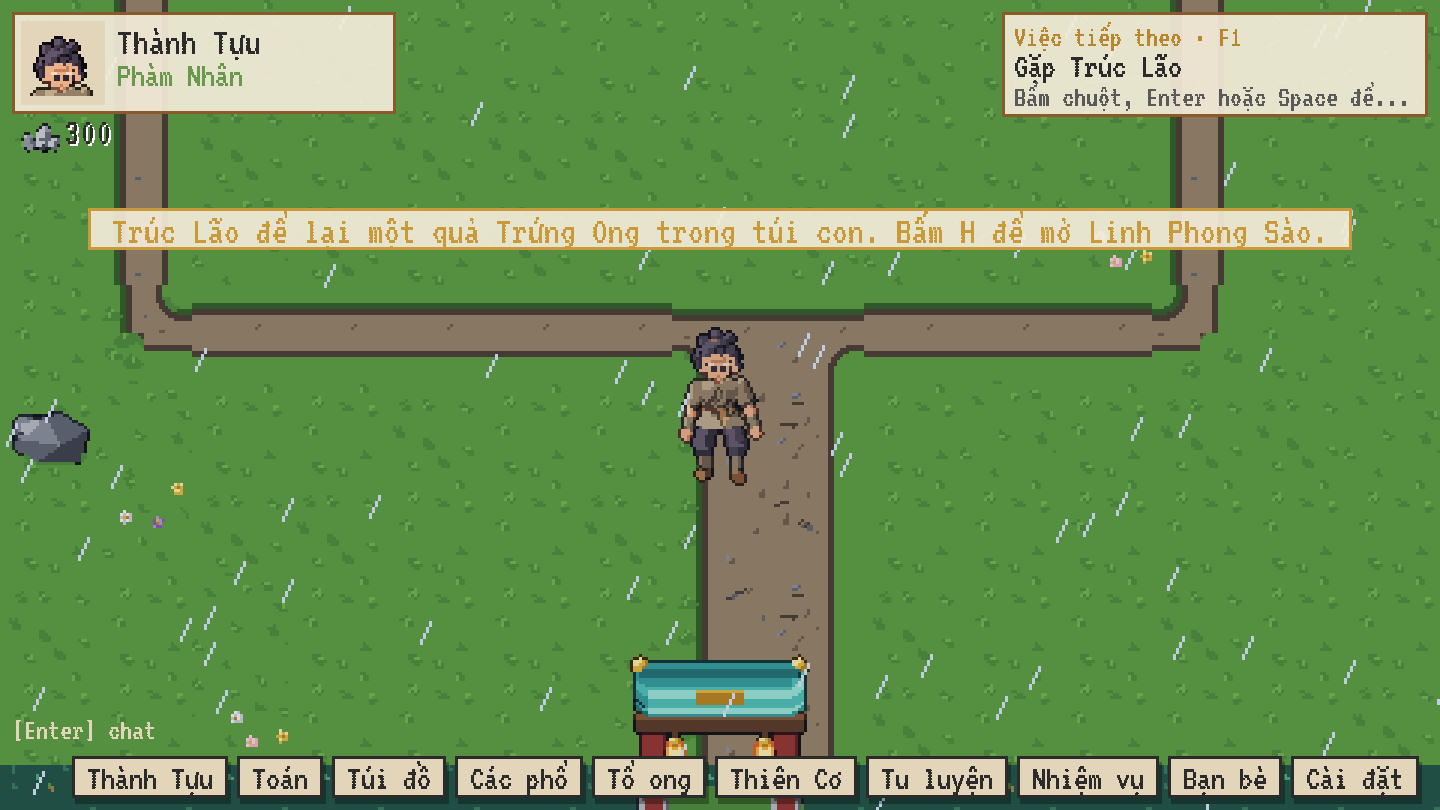 Thành Tựu
Phàm Nhân
300
Việc tiếp theo · F1
Gặp Trúc Lão
Bấm chuột, Enter hoặc Space để...
Trúc Lão để lại một quả Trứng Ong trong túi con. Bấm H để mở Linh Phong Sào.
[Enter] chat
Thành Tựu
Toán
Túi đồ
Các phổ
Tổ ong
Thiên Cơ
Tu luyện
Nhiệm vụ
Bạn bè
Cài đặt